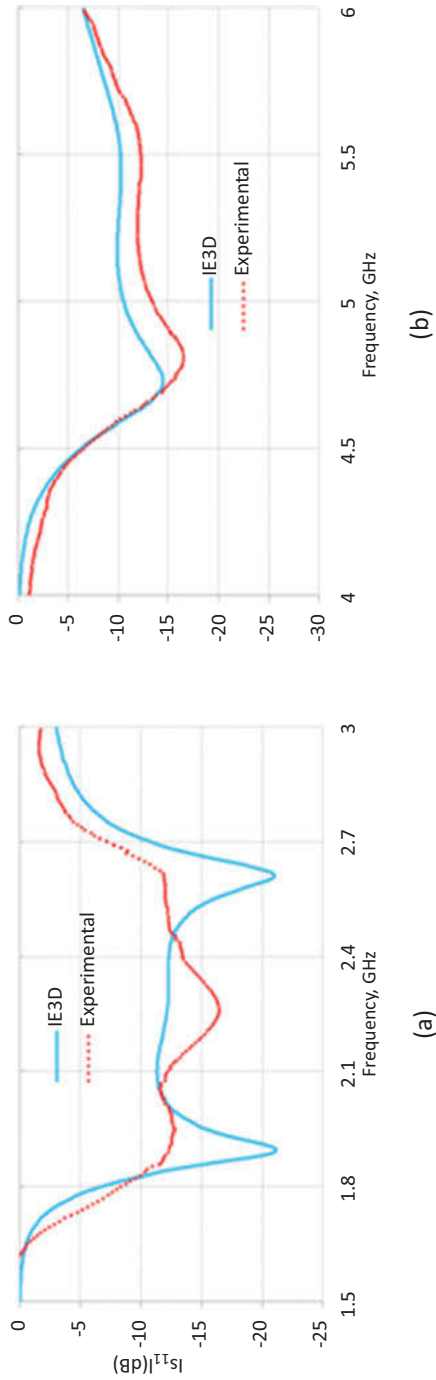 0
-5
-10
-15
-20
-25
|s11|(dB)
1.5
1.8
2.1
2.4
2.7
3
Frequency, GHz
IE3D
Experimental
(a)
0
-5
-10
-15
-20
-25
-30
4
4.5
5
5.5
6
Frequency, GHz
IE3D
Experimental
(b)